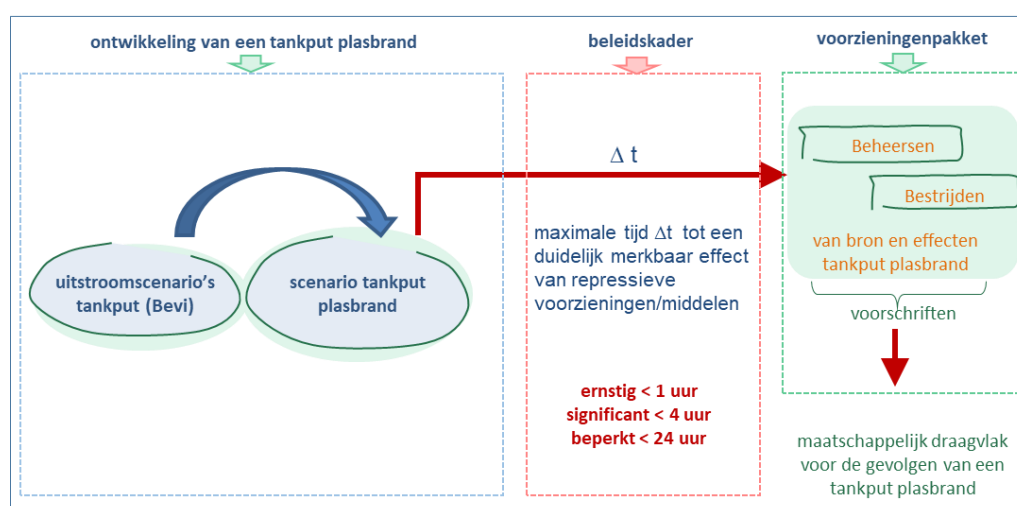 ontwikkeling van een tankput plasbrand
beleidskader
voorzieningenpakket
uitstroomscenario's
tankput (Bevi)
scenario tankput
plasbrand
Δ t
maximale tijd Δt tot een
duidelijk merkbaar effect
van repressieve
voorzieningen/middelen
ernstig < 1 uur
significant < 4 uur
beperkt < 24 uur
Beheersen
Bestrijden
van bron en effecten
tankput plasbrand
voorschriften
maatschappelijk draagvlak
voor de gevolgen van een
tankput plasbrand